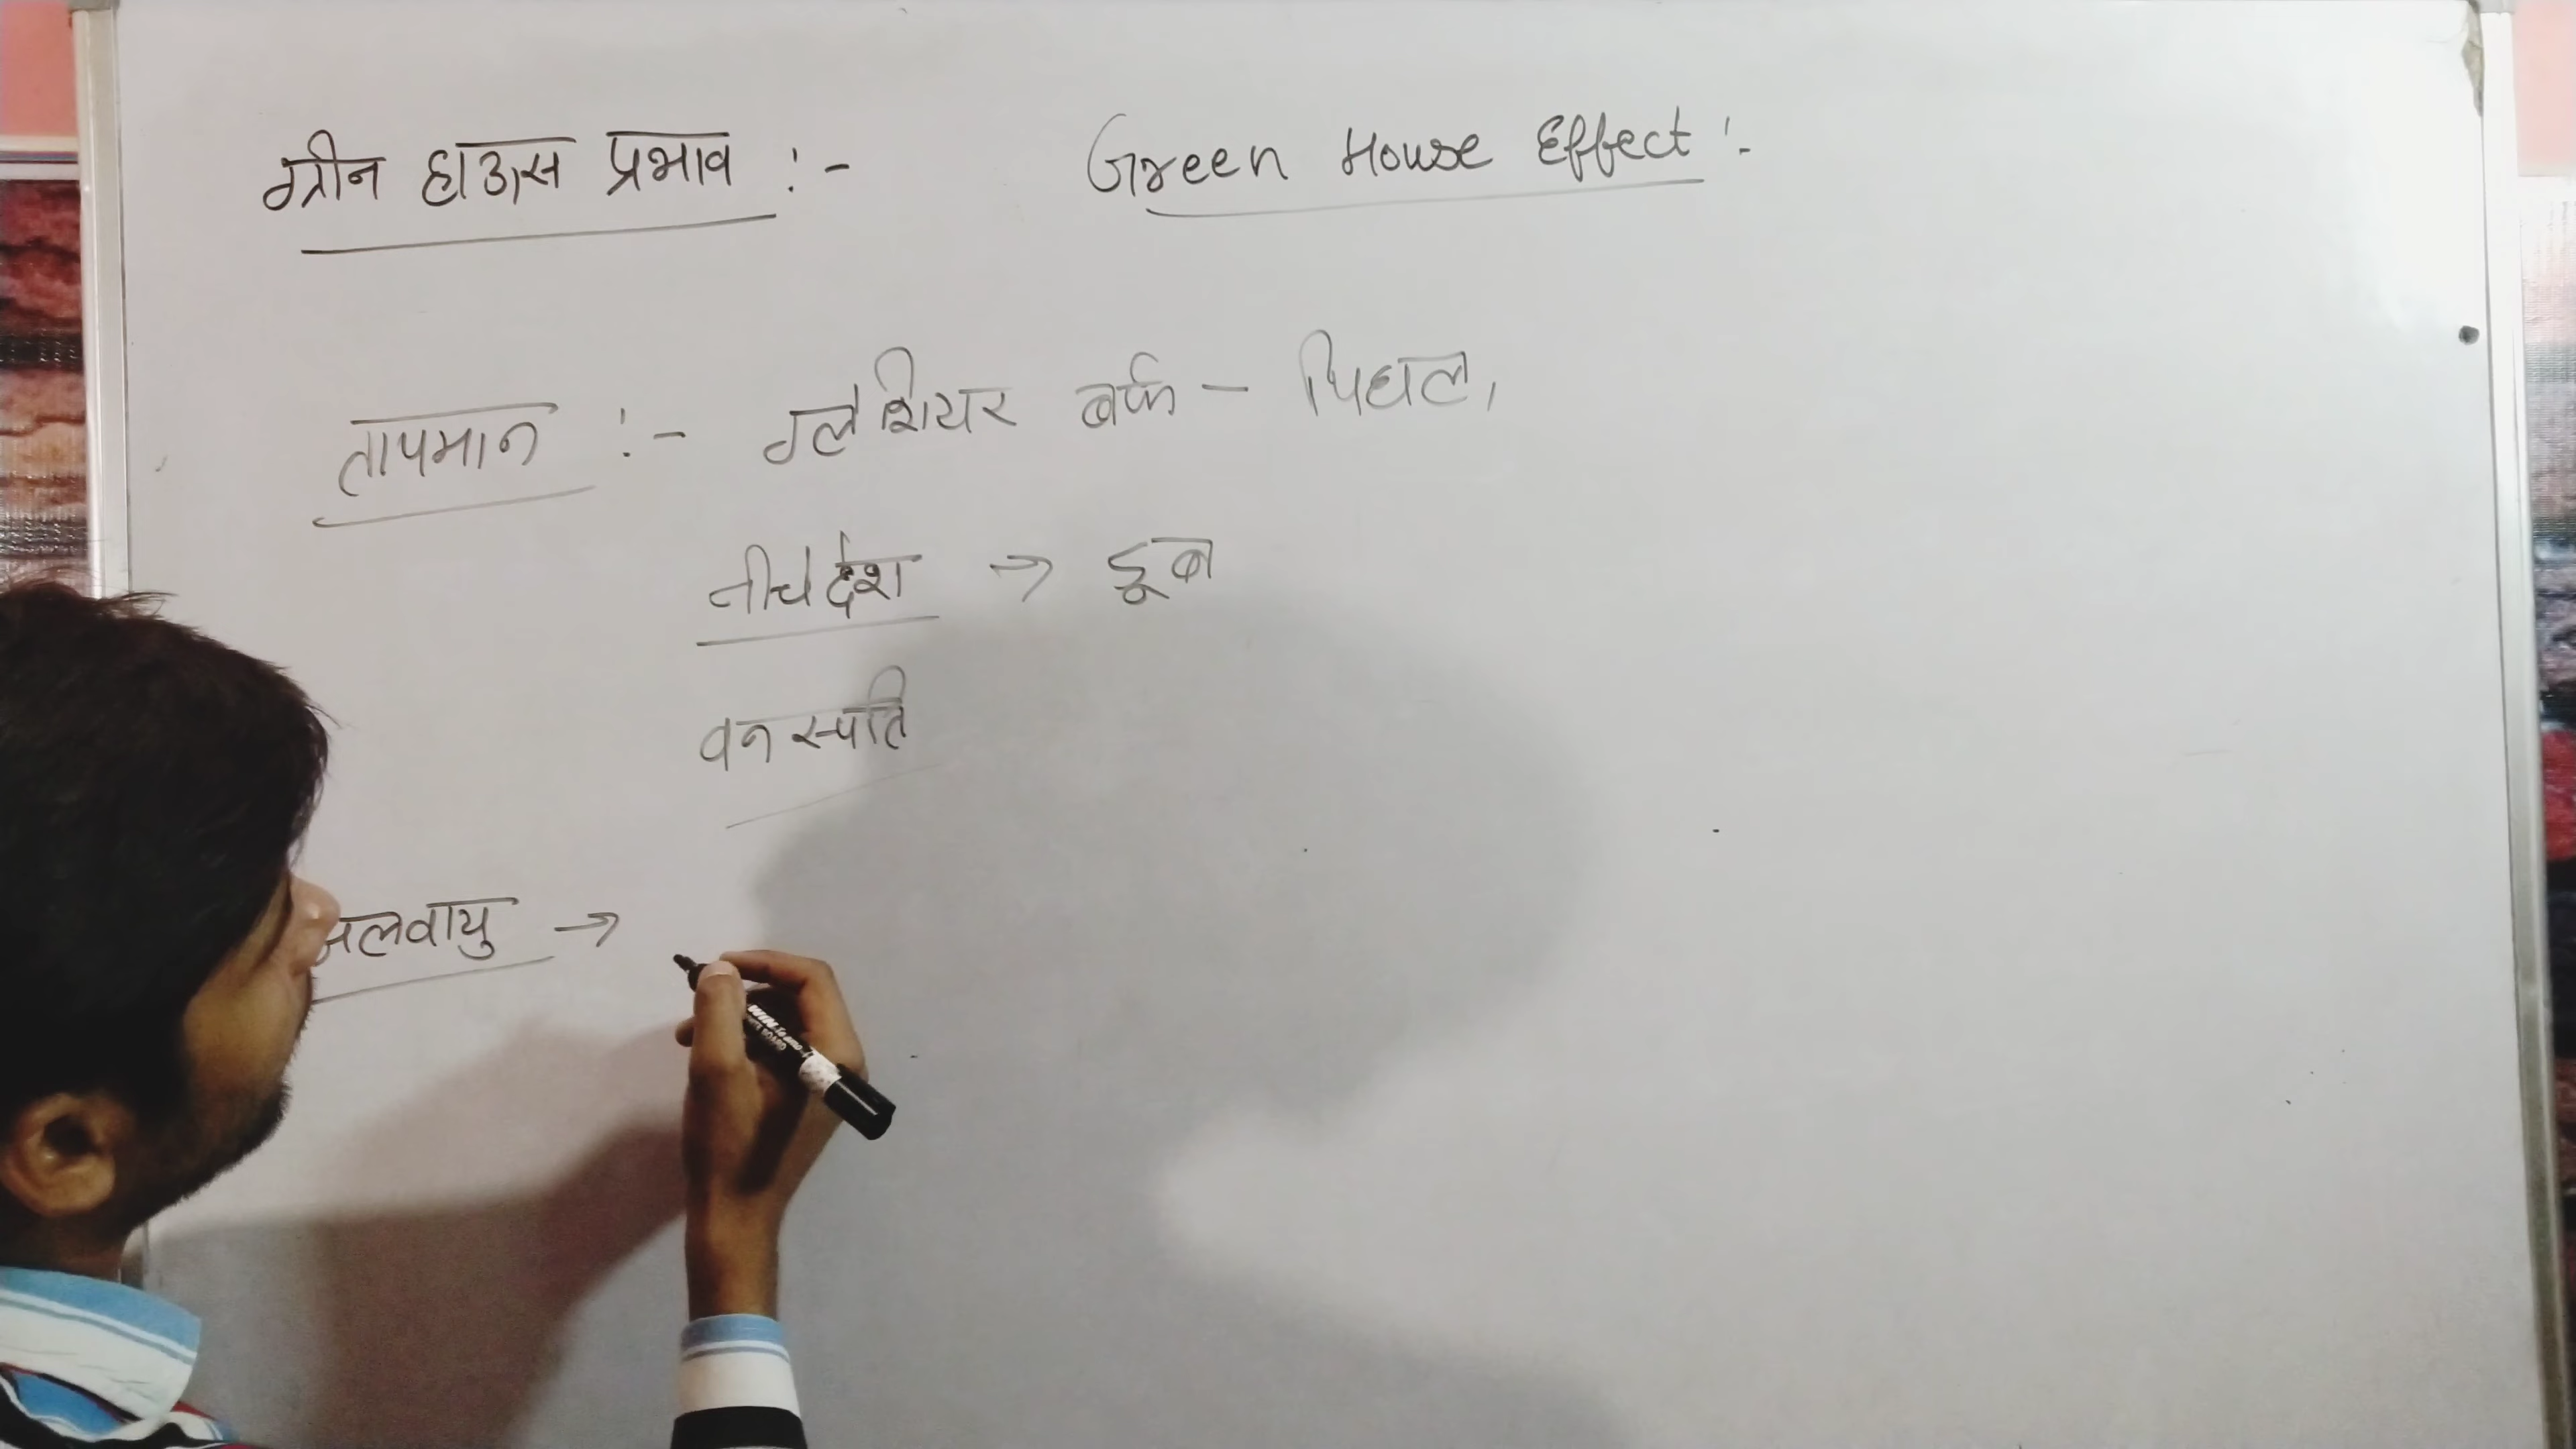 ग्रीन हाउस प्रभाव :- Green House Effect :-
तापमान :- ग्लेशियर बर्फ - पिघल,
नीचे देश → डूब
वनस्पति
जलवायु →